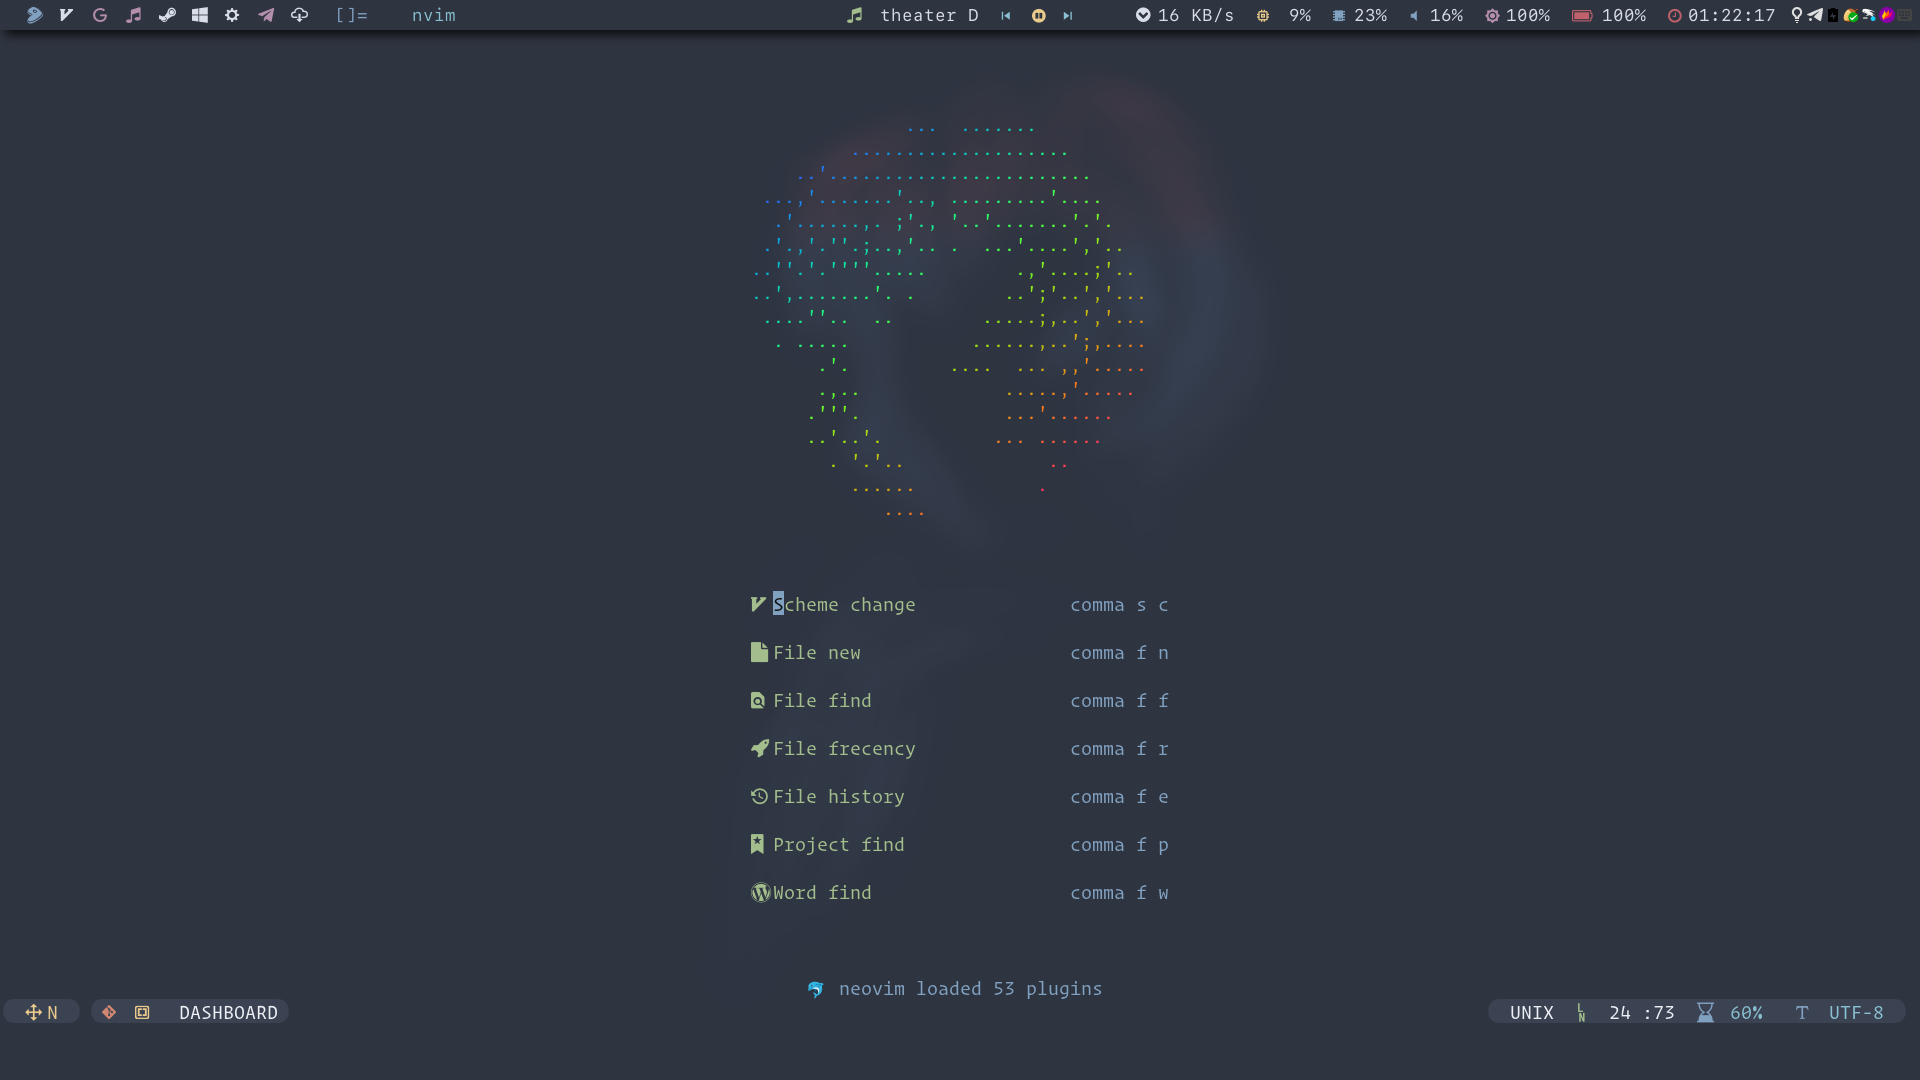 []= nvim theater D 16 KB/s 9% 23% 16% 100% 100% 01:22:17
Scheme change comma s c
File new comma f n
File find comma f f
File frecency comma f r
File history comma f e
Project find comma f p
Word find comma f w
neovim loaded 53 plugins
N DASHBOARD UNIX LN 24 :73 60% T UTF-8